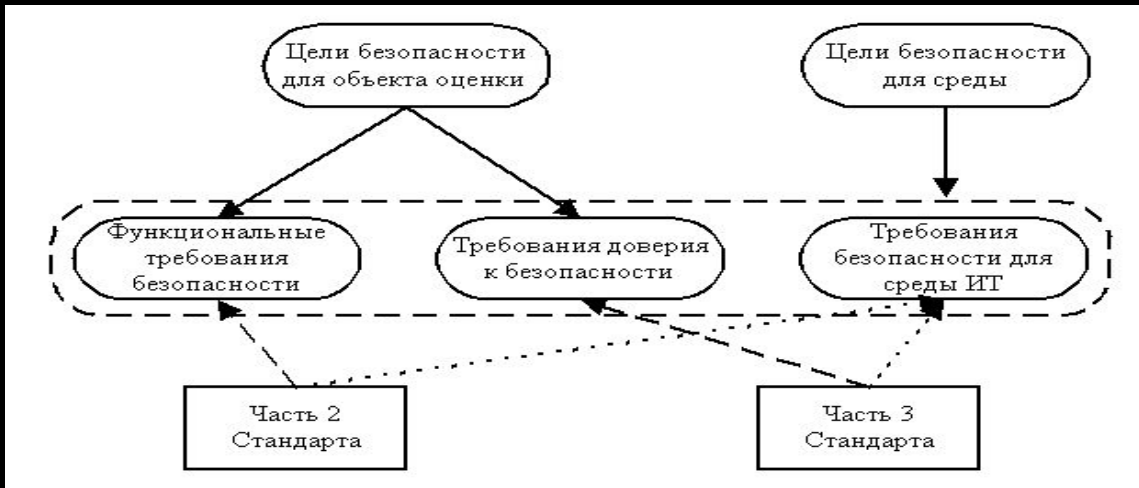 Цели безопасности
для объекта оценки
Цели безопасности
для среды
Функциональные
требования
безопасности
Требования доверия
к безопасности
Требования
безопасности для
среды ИТ
Часть 2
Стандарта
Часть 3
Стандарта